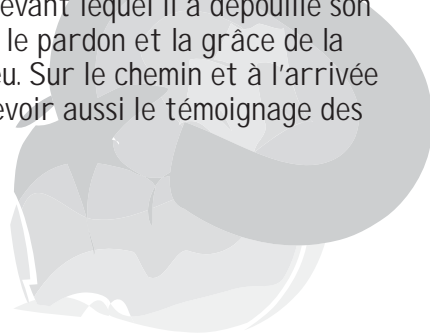 evant lequel il a dépouillé son
le pardon et la grâce de la
eu. Sur le chemin et à l'arrivée
evoir aussi le témoignage des